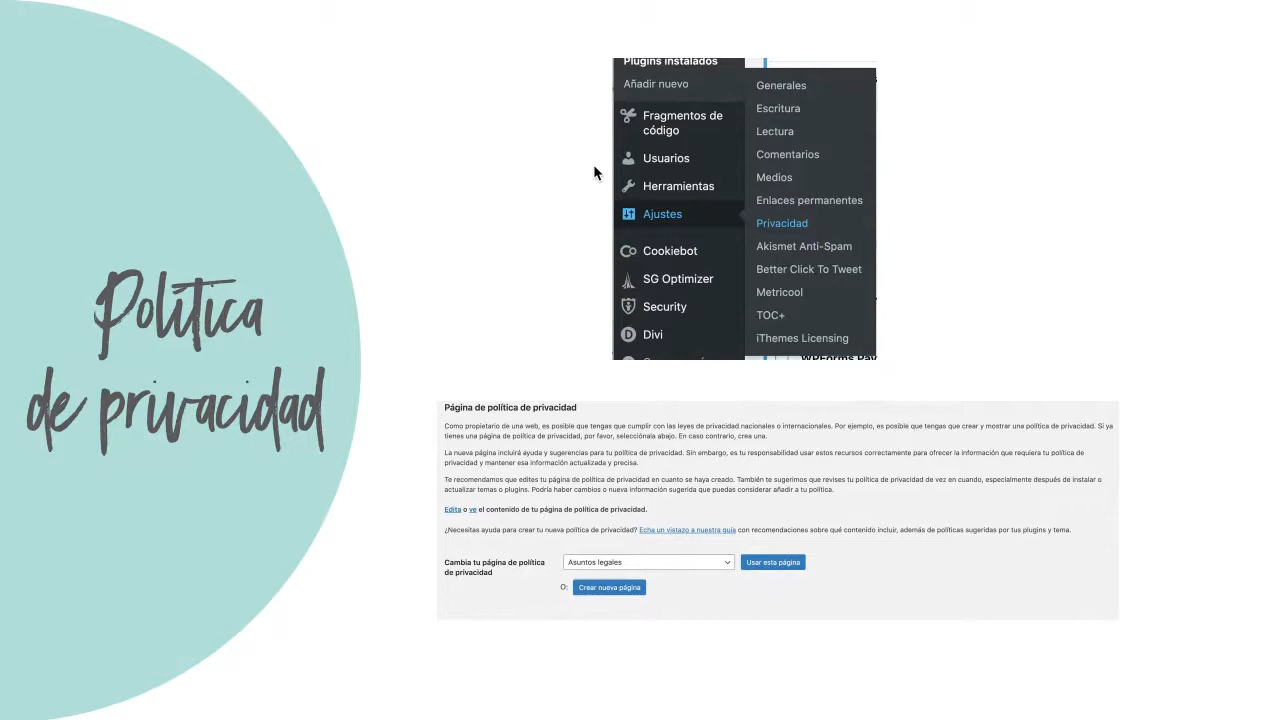 Política
de privacidad
Plugins instalados
Añadir nuevo
Fragmentos de
código
Usuarios
Herramientas
Ajustes
Cookiebot
SG Optimizer
Security
Divi
Generales
Escritura
Lectura
Comentarios
Medios
Enlaces permanentes
Privacidad
Akismet Anti-Spam
Better Click To Tweet
Metricool
TOC+
iThemes Licensing
WPForms Pay
Página de política de privacidad
Como propietario de una web, es posible que tengas que cumplir con las leyes de privacidad nacionales o internacionales. Por ejemplo, es posible que tengas que crear y mostrar una política de privacidad. Si ya
tienes una página de política de privacidad, por favor, selecciónala abajo. En caso contrario, crea una.
La nueva página incluirá ayuda y sugerencias para tu política de privacidad. Sin embargo, es tu responsabilidad usar estos recursos correctamente para ofrecer la información que requiera tu política de
privacidad y mantener esa información actualizada y precisa.
Te recomendamos que edites tu página de política de privacidad en cuanto se haya creado. También te sugerimos que revises tu política de privacidad de vez en cuando, especialmente después de instalar o
actualizar temas o plugins. Podría haber cambios o nueva información sugerida que puedas considerar añadir a tu política.
Edita o ve el contenido de tu página de política de privacidad.
¿Necesitas ayuda para crear tu nueva política de privacidad? Echa un vistazo a nuestra guía con recomendaciones sobre qué contenido incluir, además de políticas sugeridas por tus plugins y tema.
Cambia tu página de política
de privacidad
Asuntos legales
Usar esta página
O:
Crear nueva página